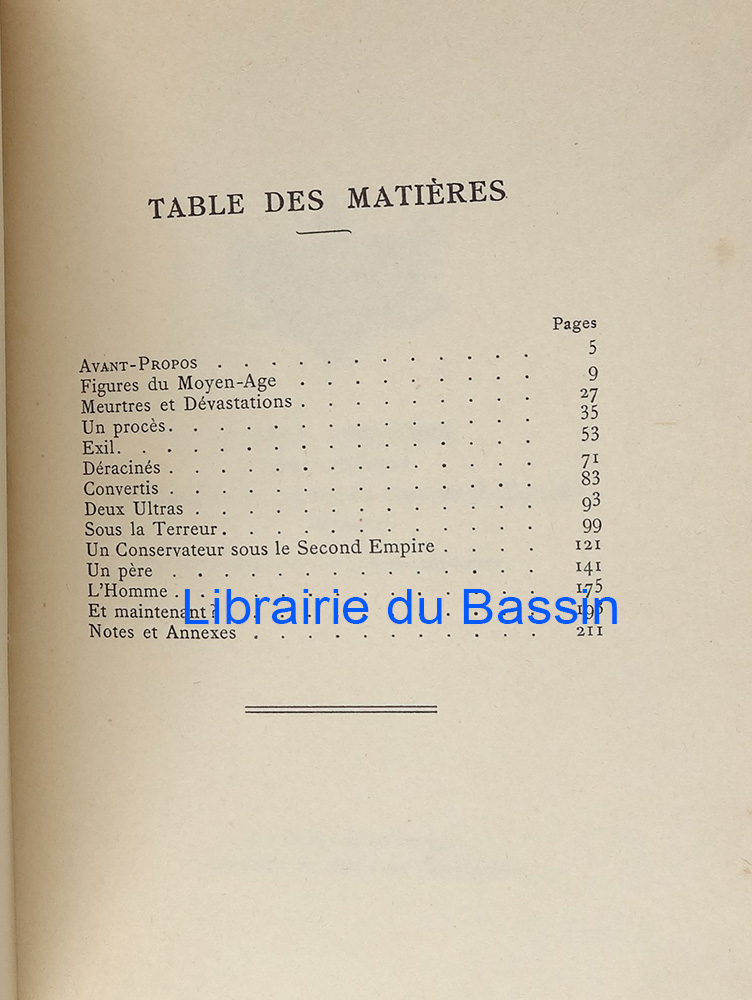 TABLE DES MATIÈRES
Pages
AVANT-PROPOS . . . . . . . . . . . . 5
Figures du Moyen-Age . . . . . . . . . 9
Meurtres et Dévastations . . . . . . . . . 27
Un procès. . . . . . . . . . . . . . 35
Exil. . . . . . . . . . . . . . . . 53
Déracinés . . . . . . . . . . . . . . 71
Convertis . . . . . . . . . . . . . . 83
Deux Ultras . . . . . . . . . . . . . 93
Sous la Terreur. . . . . . . . . . . . 99
Un Conservateur sous le Second Empire . . . . 121
Un père . . . . . . . . . . . . . . 141
L'Homme . . . . . . . . . . . . . . 175
Et maintenant ? . . . . . . . . . . . .
Librairie du Bassin
Notes et Annexes . . . . . . . . . . . 211